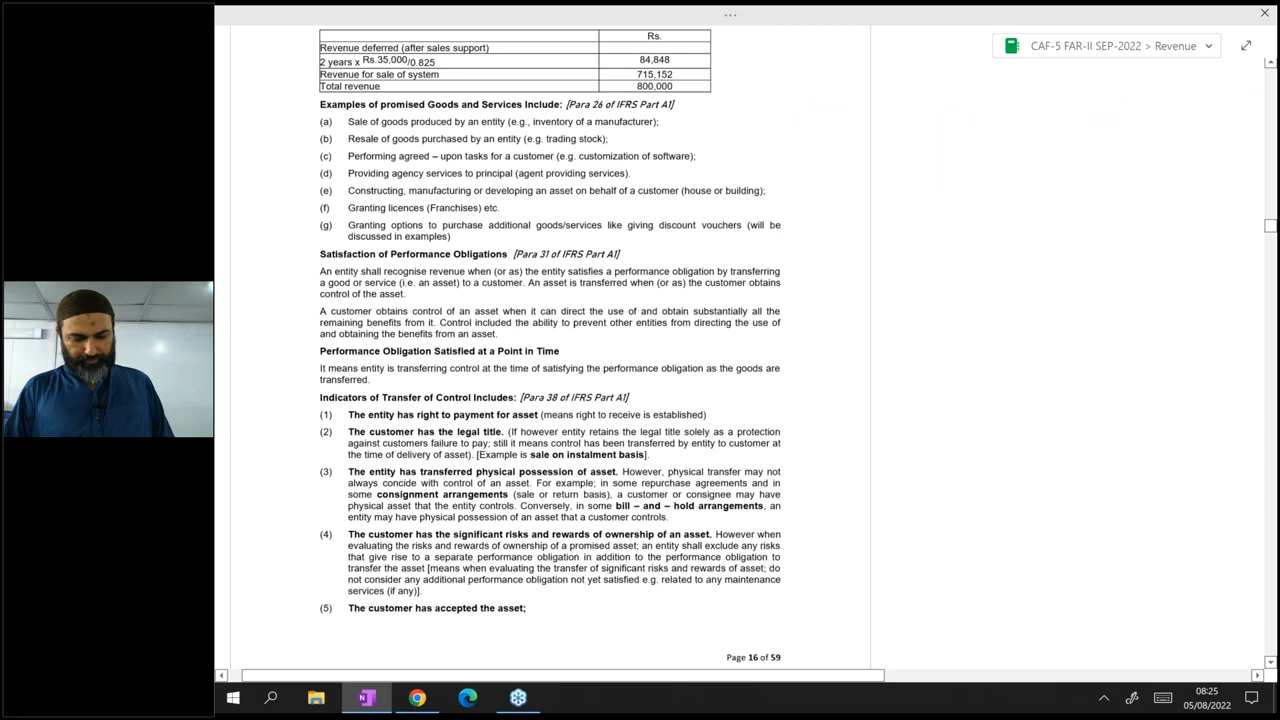 CAF-5 FAR-II SEP-2022 > Revenue
Rs.
Revenue deferred (after sales support)
2 years x Rs.35,000/0.825 84,848
Revenue for sale of system 715,152
Total revenue 800,000
Examples of promised Goods and Services Include: [Para 26 of IFRS Part A1]
(a) Sale of goods produced by an entity (e.g., inventory of a manufacturer);
(b) Resale of goods purchased by an entity (e.g. trading stock);
(c) Performing agreed – upon tasks for a customer (e.g. customization of software);
(d) Providing agency services to principal (agent providing services).
(e) Constructing, manufacturing or developing an asset on behalf of a customer (house or building);
(f) Granting licences (Franchises) etc.
(g) Granting options to purchase additional goods/services like giving discount vouchers (will be
discussed in examples)
Satisfaction of Performance Obligations [Para 31 of IFRS Part A1]
An entity shall recognise revenue when (or as) the entity satisfies a performance obligation by transferring
a good or service (i.e. an asset) to a customer. An asset is transferred when (or as) the customer obtains
control of the asset.
A customer obtains control of an asset when it can direct the use of and obtain substantially all the
remaining benefits from it. Control included the ability to prevent other entities from directing the use of
and obtaining the benefits from an asset.
Performance Obligation Satisfied at a Point in Time
It means entity is transferring control at the time of satisfying the performance obligation as the goods are
transferred.
Indicators of Transfer of Control Includes: [Para 38 of IFRS Part A1]
(1) The entity has right to payment for asset (means right to receive is established)
(2) The customer has the legal title. (If however entity retains the legal title solely as a protection
against customers failure to pay; still it means control has been transferred by entity to customer at
the time of delivery of asset). [Example is sale on instalment basis].
(3) The entity has transferred physical possession of asset. However, physical transfer may not
always concide with control of an asset. For example; in some repurchase agreements and in
some consignment arrangements (sale or return basis), a customer or consignee may have
physical asset that the entity controls. Conversely, in some bill – and – hold arrangements, an
entity may have physical possession of an asset that a customer controls.
(4) The customer has the significant risks and rewards of ownership of an asset. However when
evaluating the risks and rewards of ownership of a promised asset; an entity shall exclude any risks
that give rise to a separate performance obligation in addition to the performance obligation to
transfer the asset [means when evaluating the transfer of significant risks and rewards of asset; do
not consider any additional performance obligation not yet satisfied e.g. related to any maintenance
services (if any)].
(5) The customer has accepted the asset;
Page 16 of 59
08:25
05/08/2022